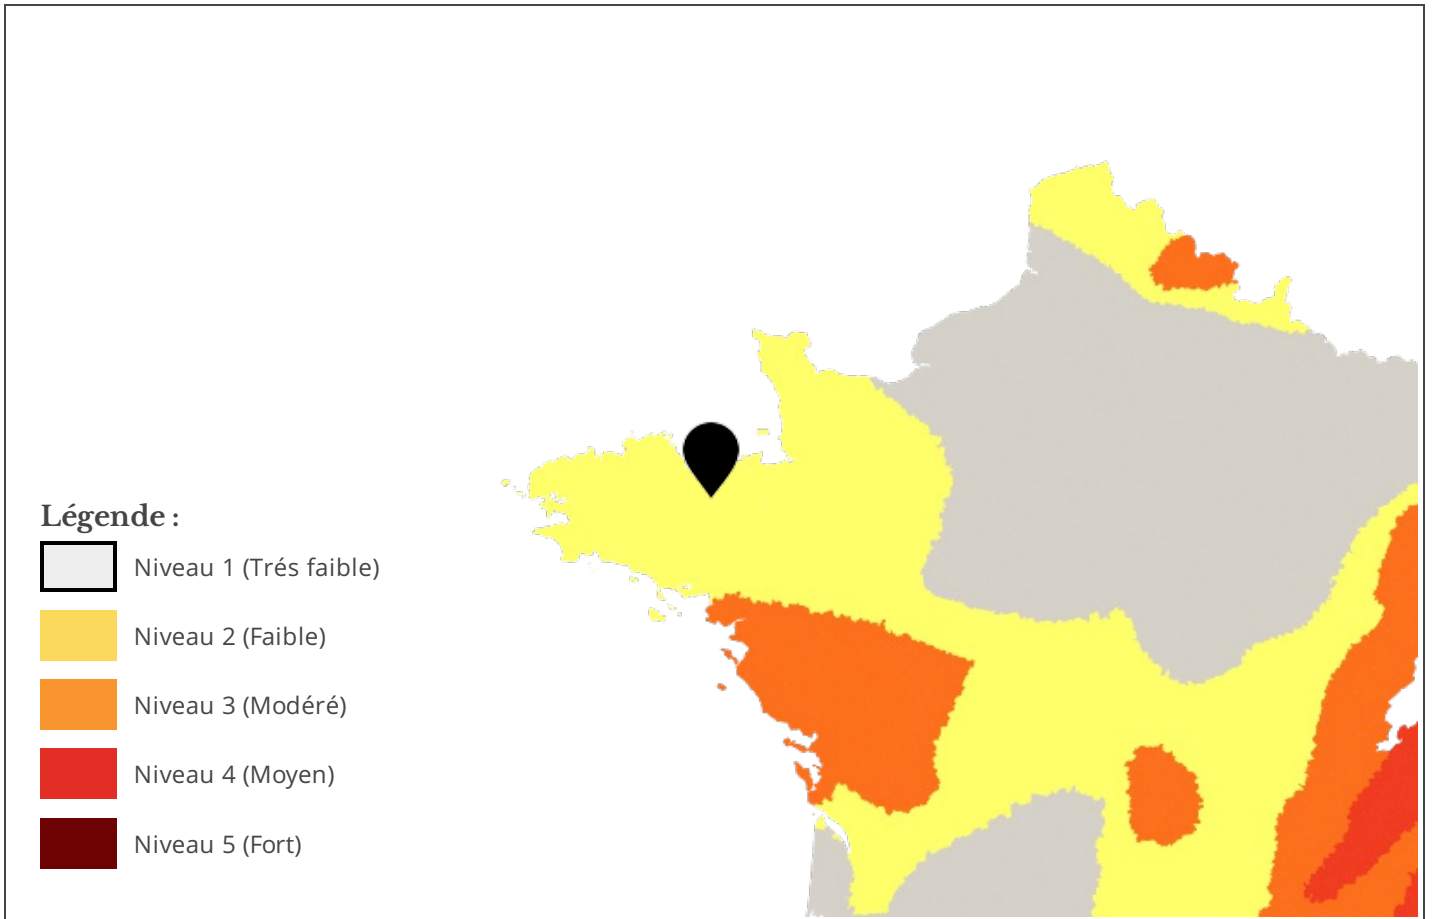 Légende :
Niveau 1 (Trés faible)
Niveau 2 (Faible)
Niveau 3 (Modéré)
Niveau 4 (Moyen)
Niveau 5 (Fort)